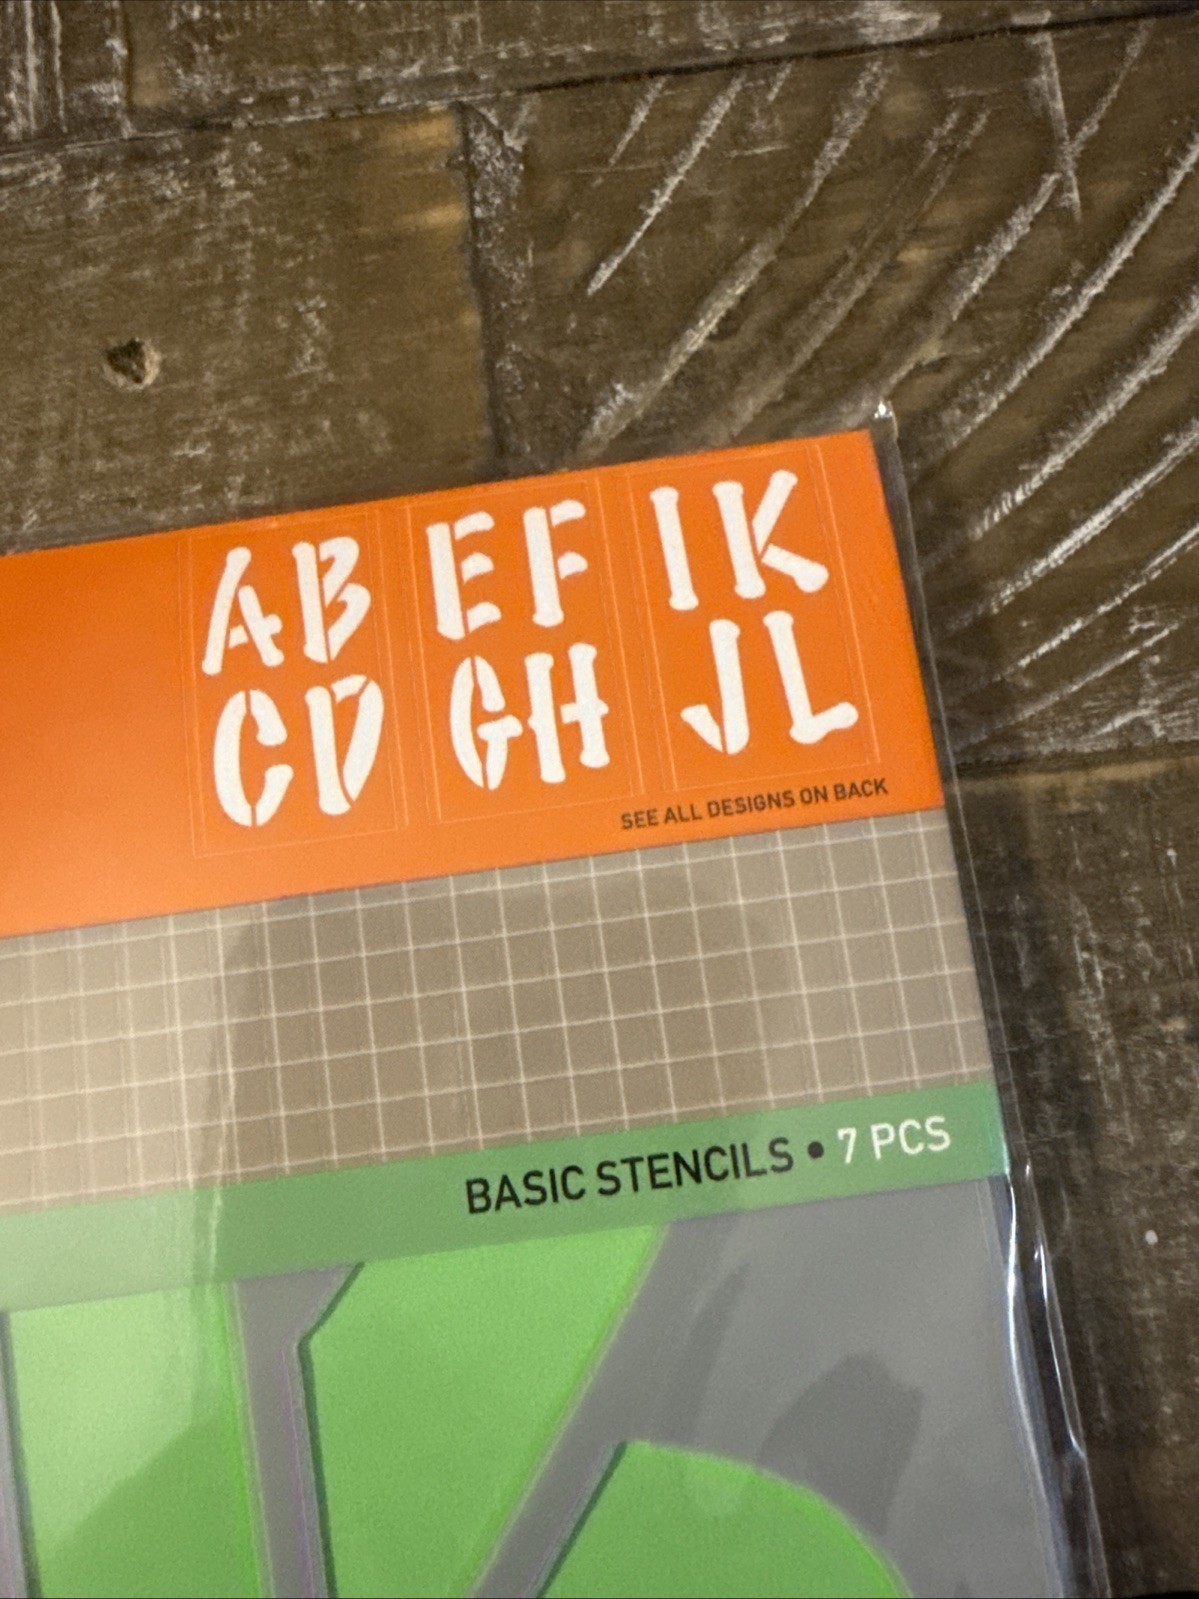 AB EF IK
CD GH JL
SEE ALL DESIGNS ON BACK
BASIC STENCILS • 7 PCS